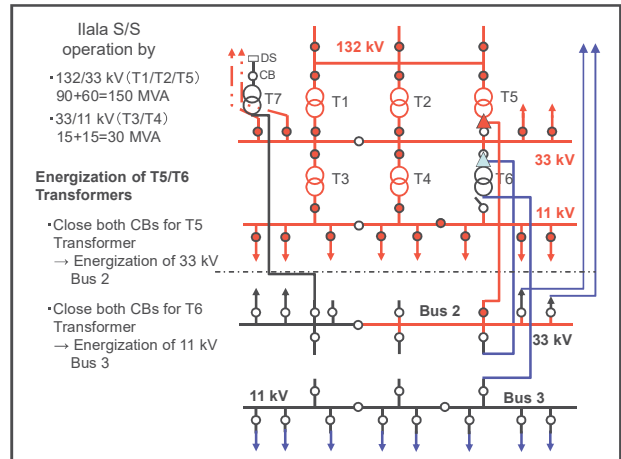 Ilala S/S
operation by
・132/33 kV(T1/T2/T5)
90+60=150 MVA
・33/11 kV(T3/T4)
15+15=30 MVA
Energization of T5/T6
Transformers
・Close both CBs for T5
Transformer
→ Energization of 33 kV
Bus 2
・Close both CBs for T6
Transformer
→ Energization of 11 kV
Bus 3
DS
CB
T7
132 kV
T1
T2
T5
33 kV
T3
T4
T6
11 kV
Bus 2
33 kV
11 kV
Bus 3